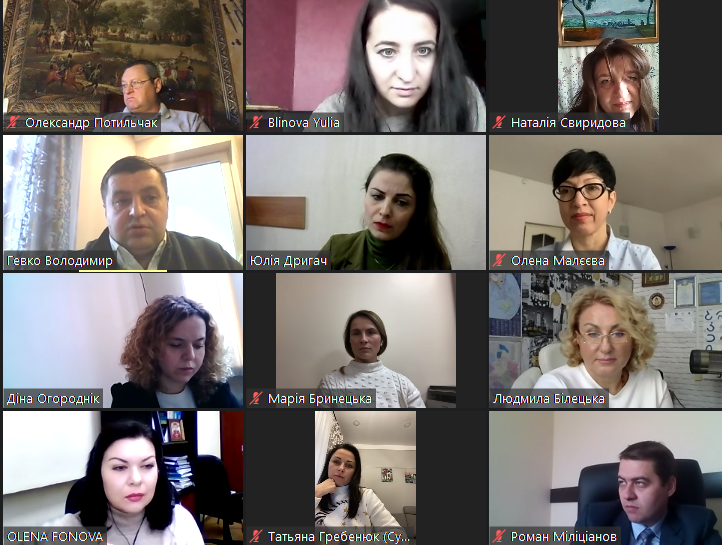 Олександр Потильчак
Blinova Yulia
Наталія Свиридова
Гевко Володимир
Юлія Дригач
Олена Малєєва
Діна Огороднік
Марія Бринецька
Людмила Білецька
OLENA FONOVA
Татьяна Гребенюк (Су...
Роман Міліціанов